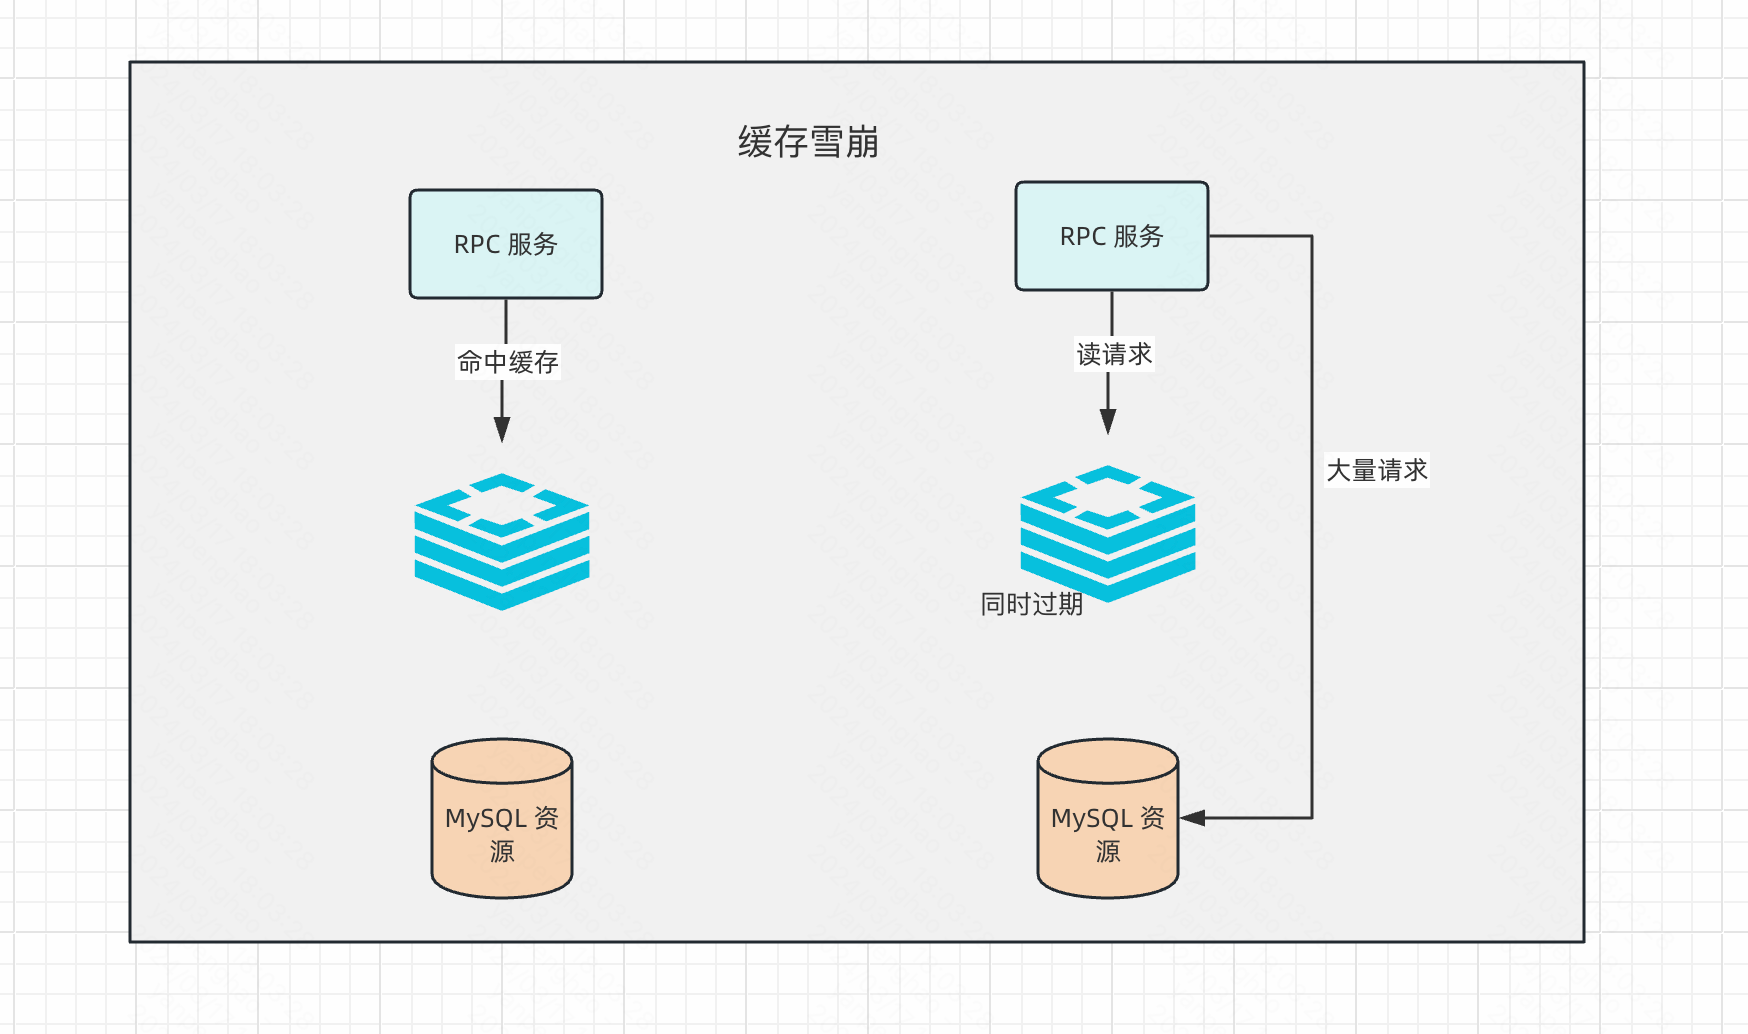 缓存雪崩
RPC 服务
命中缓存
MySQL 资
源
RPC 服务
读请求
大量请求
同时过期
MySQL 资
源